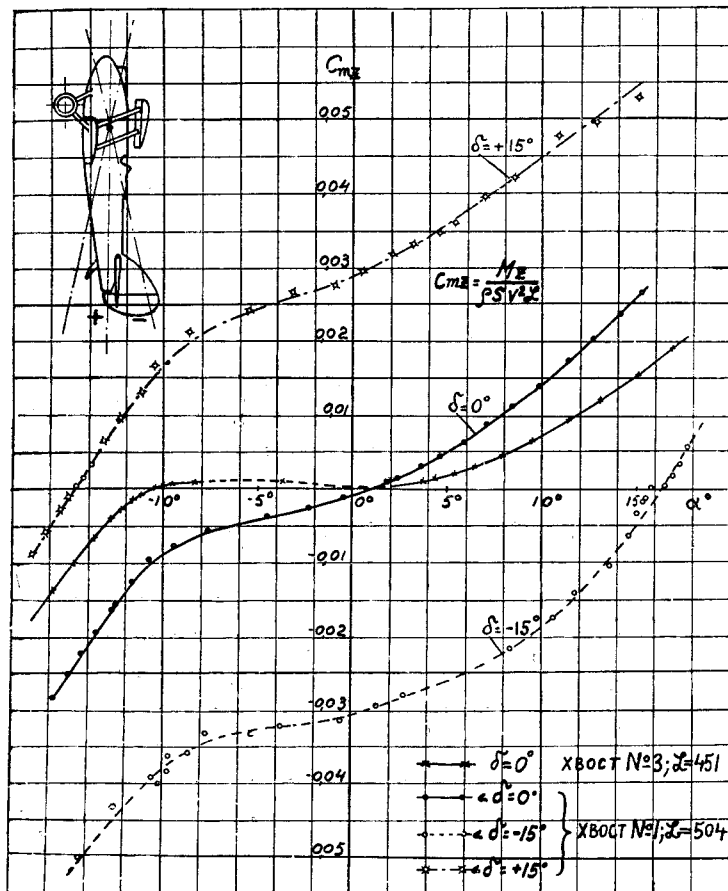 Cmz
0,05
δ=+15°
0,04
0,03
Cmz = Mz / ρSV²L
0,02
0,01
δ=0°
-10° -5° 0° 5° 10° 15,8 α°
-0,01
-0,02
δ=-15°
-0,03
-0,04
-0,05
+ -
δ=0° ХВОСТ №3; L=451
δ=0°
δ=-15° ХВОСТ №1; L=504
δ=+15°